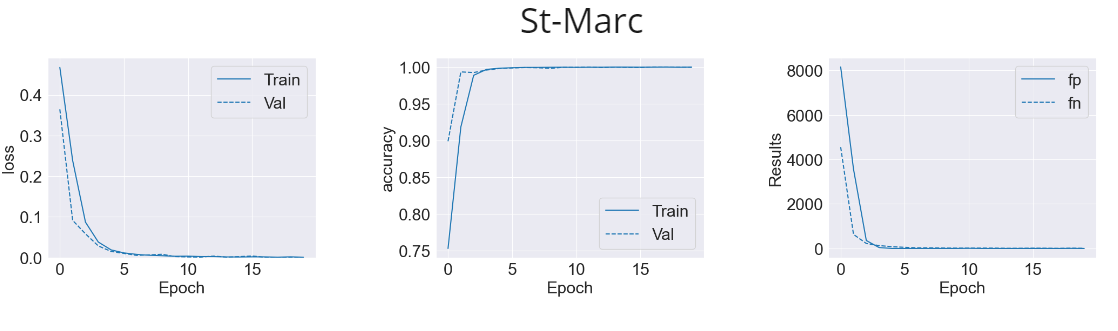 St-Marc
loss
0.4
0.3
0.2
0.1
0.0
0 5 10 15
Epoch
Train
Val
accuracy
1.00
0.95
0.90
0.85
0.80
0.75
0 5 10 15
Epoch
Train
Val
Results
8000
6000
4000
2000
0
0 5 10 15
Epoch
fp
fn